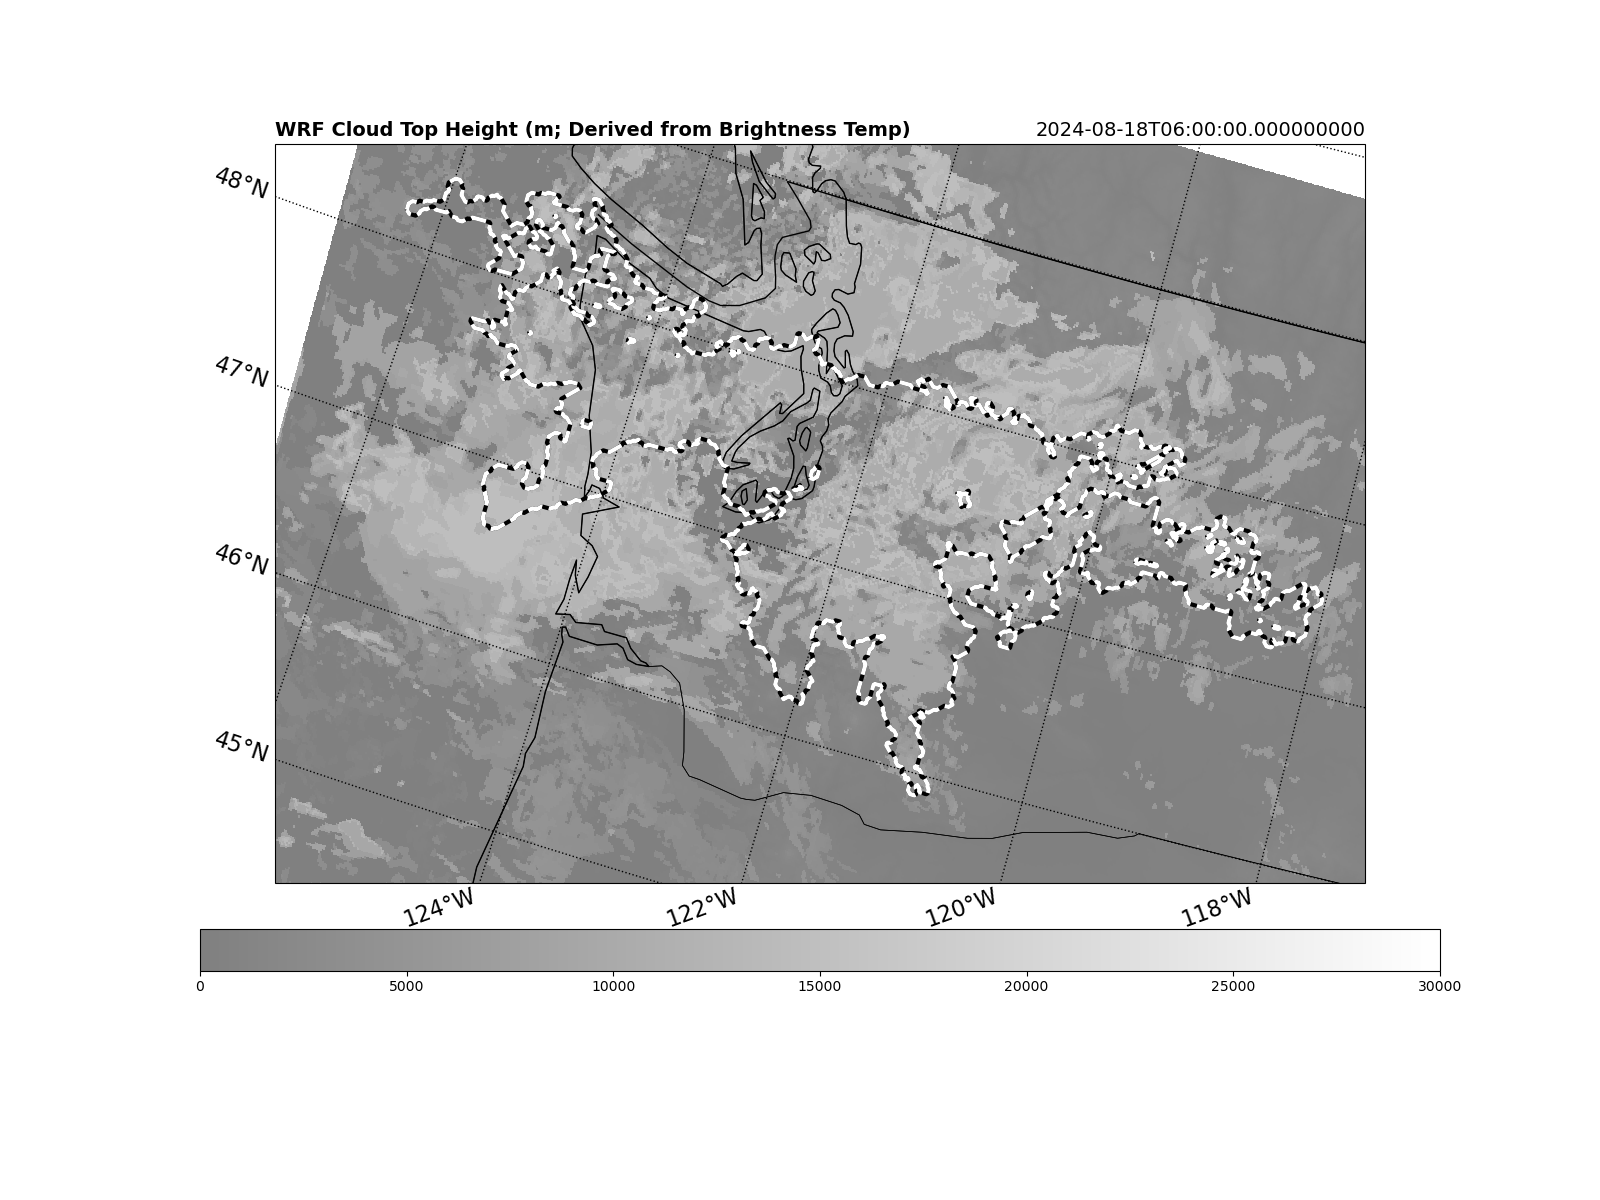 WRF Cloud Top Height (m; Derived from Brightness Temp) 2024-08-18T06:00:00.000000000
48°N
47°N
46°N
45°N
124°W 122°W 120°W 118°W
0 5000 10000 15000 20000 25000 30000